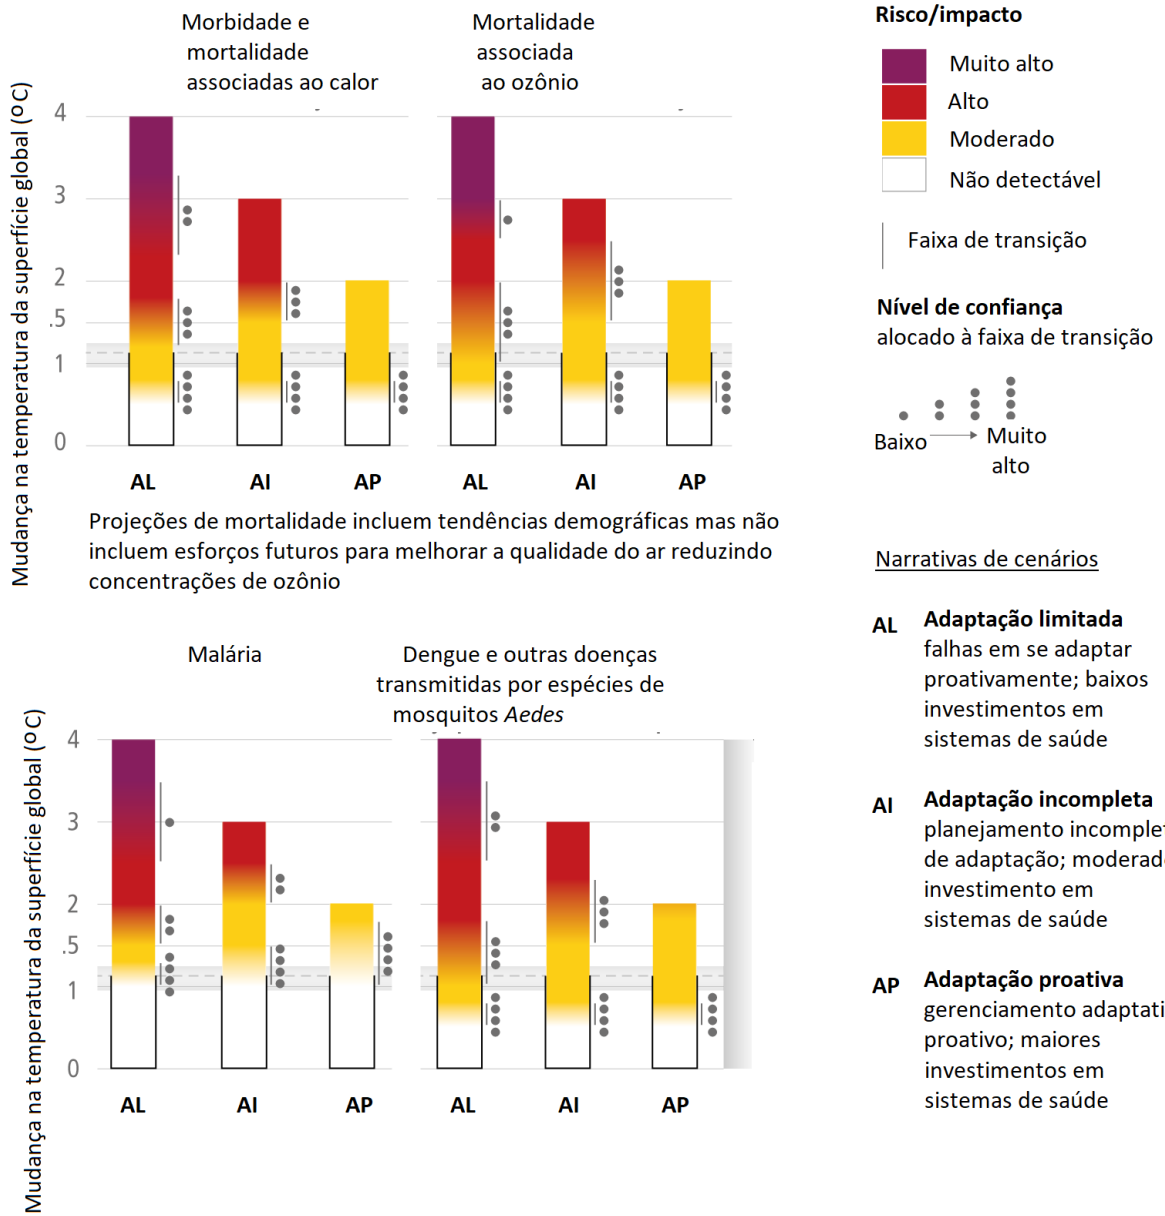 Morbidade e
mortalidade
associadas ao calor
Mortalidade
associada
ao ozônio
Mudança na temperatura da superfície global (ºC)
4
3
2
.5
1
0
AL
AI
AP
AL
AI
AP
Projeções de mortalidade incluem tendências demográficas mas não
incluem esforços futuros para melhorar a qualidade do ar reduzindo
concentrações de ozônio
Malária
Dengue e outras doenças
transmitidas por espécies de
mosquitos Aedes
Mudança na temperatura da superfície global (ºC)
4
3
2
.5
1
0
AL
AI
AP
AL
AI
AP
Risco/impacto
Muito alto
Alto
Moderado
Não detectável
Faixa de transição
Nível de confiança
alocado à faixa de transição
Baixo
Muito
alto
Narrativas de cenários
AL
Adaptação limitada
falhas em se adaptar
proativamente; baixos
investimentos em
sistemas de saúde
AI
Adaptação incompleta
planejamento incomplet
de adaptação; moderad
investimento em
sistemas de saúde
AP
Adaptação proativa
gerenciamento adaptati
proativo; maiores
investimentos em
sistemas de saúde